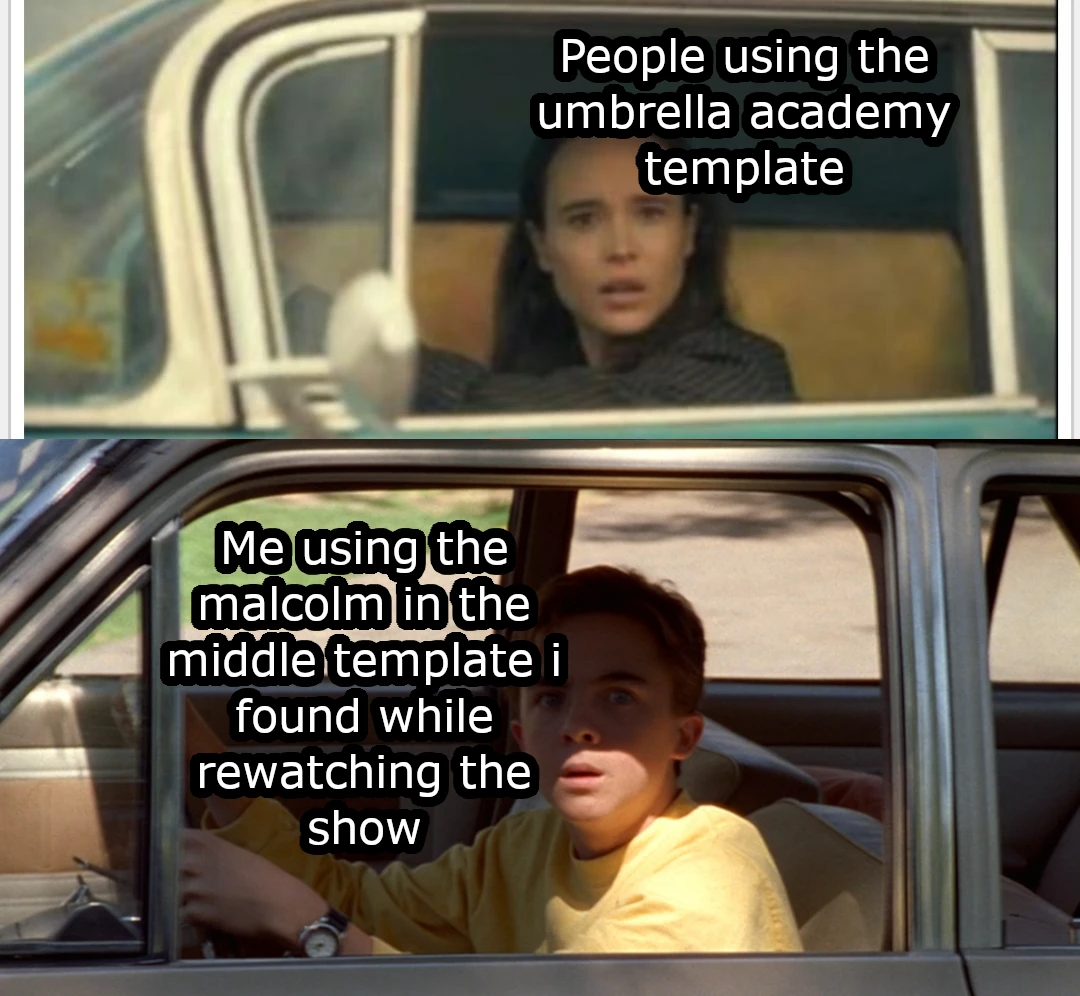 People using the
umbrella academy
template
Me using the
malcolm in the
middle template i
found while
rewatching the
show